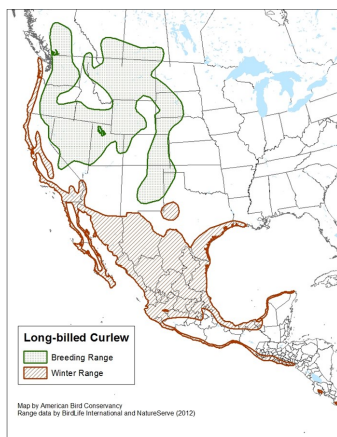 Long-billed Curlew
Breeding Range
Winter Range
Map by American Bird Conservancy
Range data by BirdLife International and NatureServe (2012)